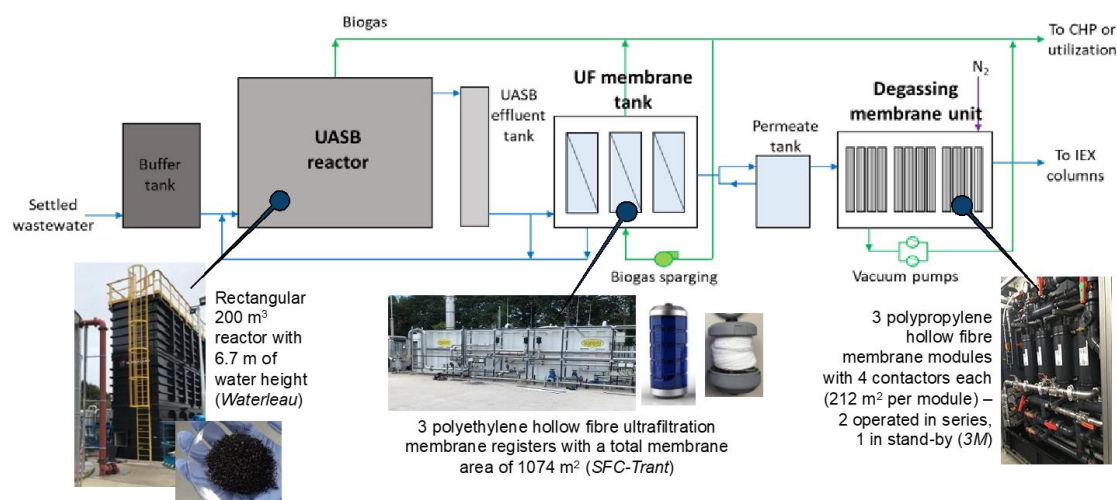 Biogas
To CHP or
utilization
N2
UF membrane
tank
Degassing
membrane unit
UASB
effluent
tank
Permeate
tank
UASB
reactor
Buffer
tank
To IEX
columns
Settled
wastewater
Biogas sparging
Vacuum pumps
Rectangular
200 m³
reactor with
6.7 m of
water height
(Waterleau)
3 polyethylene hollow fibre ultrafiltration
membrane registers with a total membrane
area of 1074 m² (SFC-Trant)
3 polypropylene
hollow fibre
membrane modules
with 4 contactors each
(212 m² per module) –
2 operated in series,
1 in stand-by (3M)